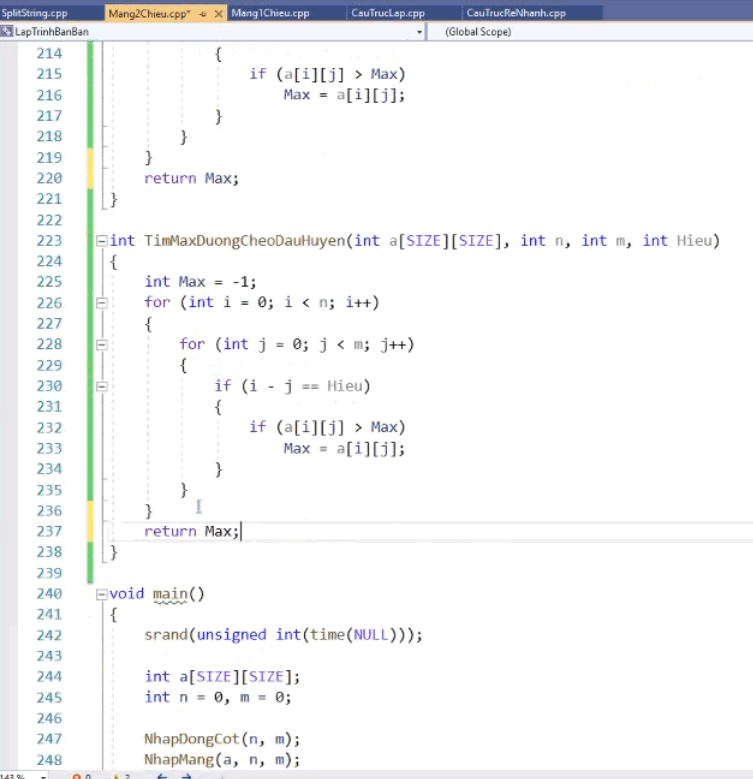 SplitString.cpp Mang2Chieu.cpp* Mang1Chieu.cpp CauTrucLap.cpp CauTrucReNhanh.cpp
LapTrinhBanBan (Global Scope)
214 {
215 if (a[i][j] > Max)
216 Max = a[i][j];
217 }
218 }
219 }
220 return Max;
221 }
222
223 int TimMaxDuongCheoDauHuyen(int a[SIZE][SIZE], int n, int m, int Hieu)
224 {
225 int Max = -1;
226 for (int i = 0; i < n; i++)
227 {
228 for (int j = 0; j < m; j++)
229 {
230 if (i - j == Hieu)
231 {
232 if (a[i][j] > Max)
233 Max = a[i][j];
234 }
235 }
236 }
237 return Max;
238 }
239
240 void main()
241 {
242 srand(unsigned int(time(NULL)));
243
244 int a[SIZE][SIZE];
245 int n = 0, m = 0;
246
247 NhapDongCot(n, m);
248 NhapMang(a, n, m);
143 % 0 2